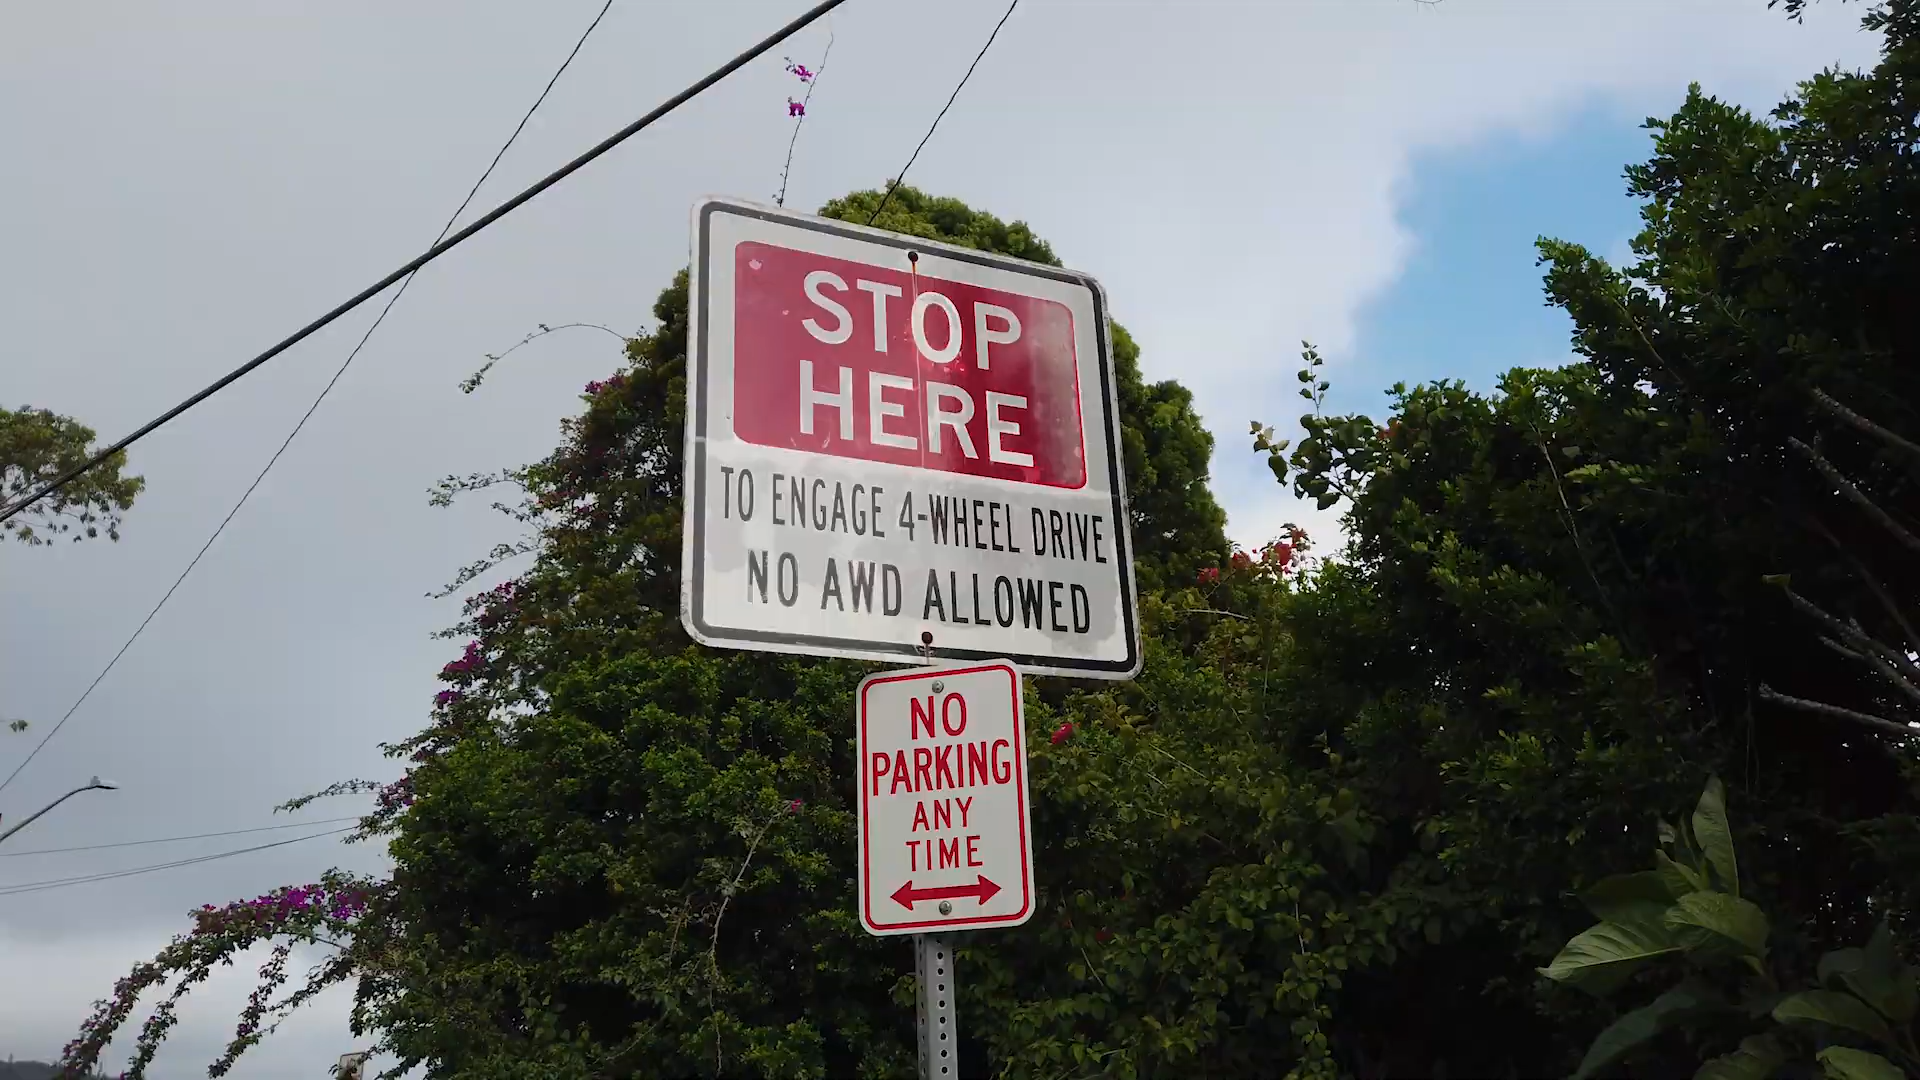 STOP
HERE
TO ENGAGE 4-WHEEL DRIVE
NO AWD ALLOWED
NO
PARKING
ANY
TIME